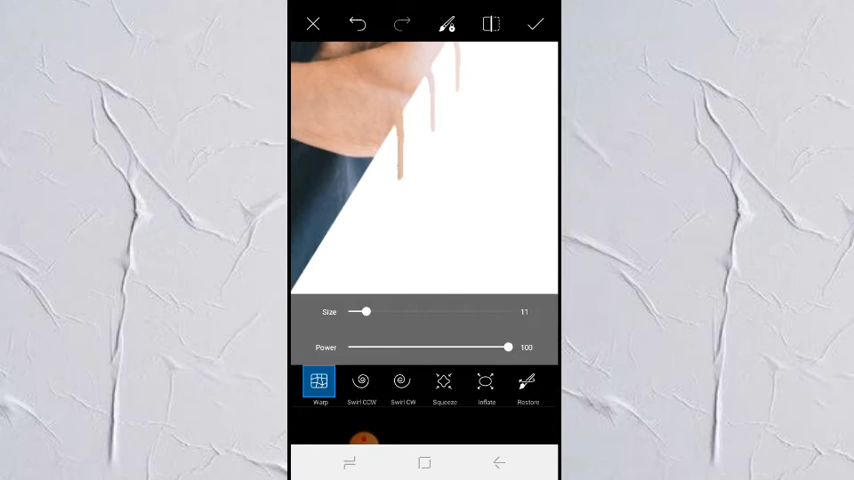 Size 11
Power 100
Warp Swirl CCW Swirl CW Squeeze Inflate Restore